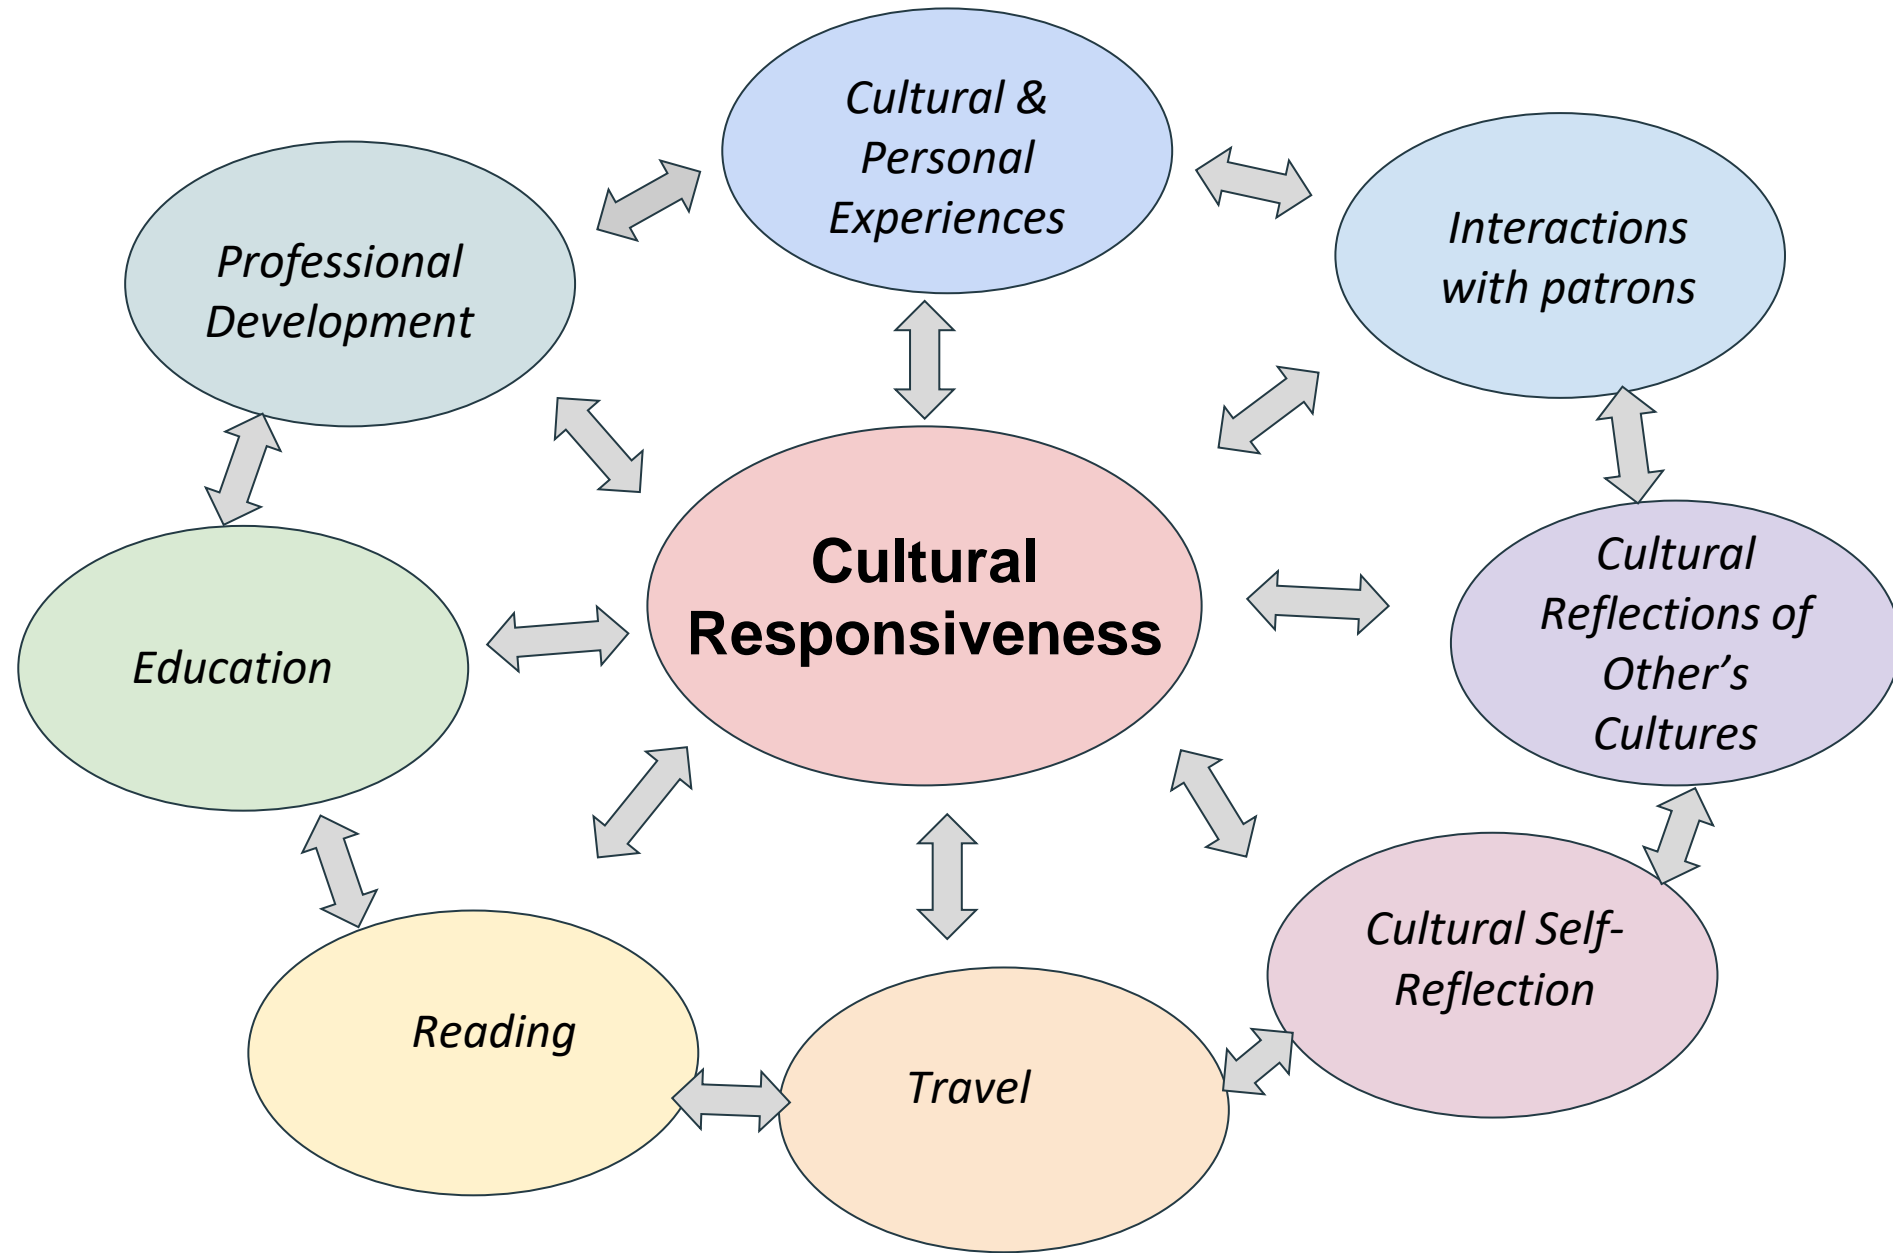 Cultural &
Personal
Experiences
Interactions
with patrons
Professional
Development
Cultural
Responsiveness
Cultural
Reflections of
Other’s
Cultures
Education
Cultural Self-
Reflection
Reading
Travel